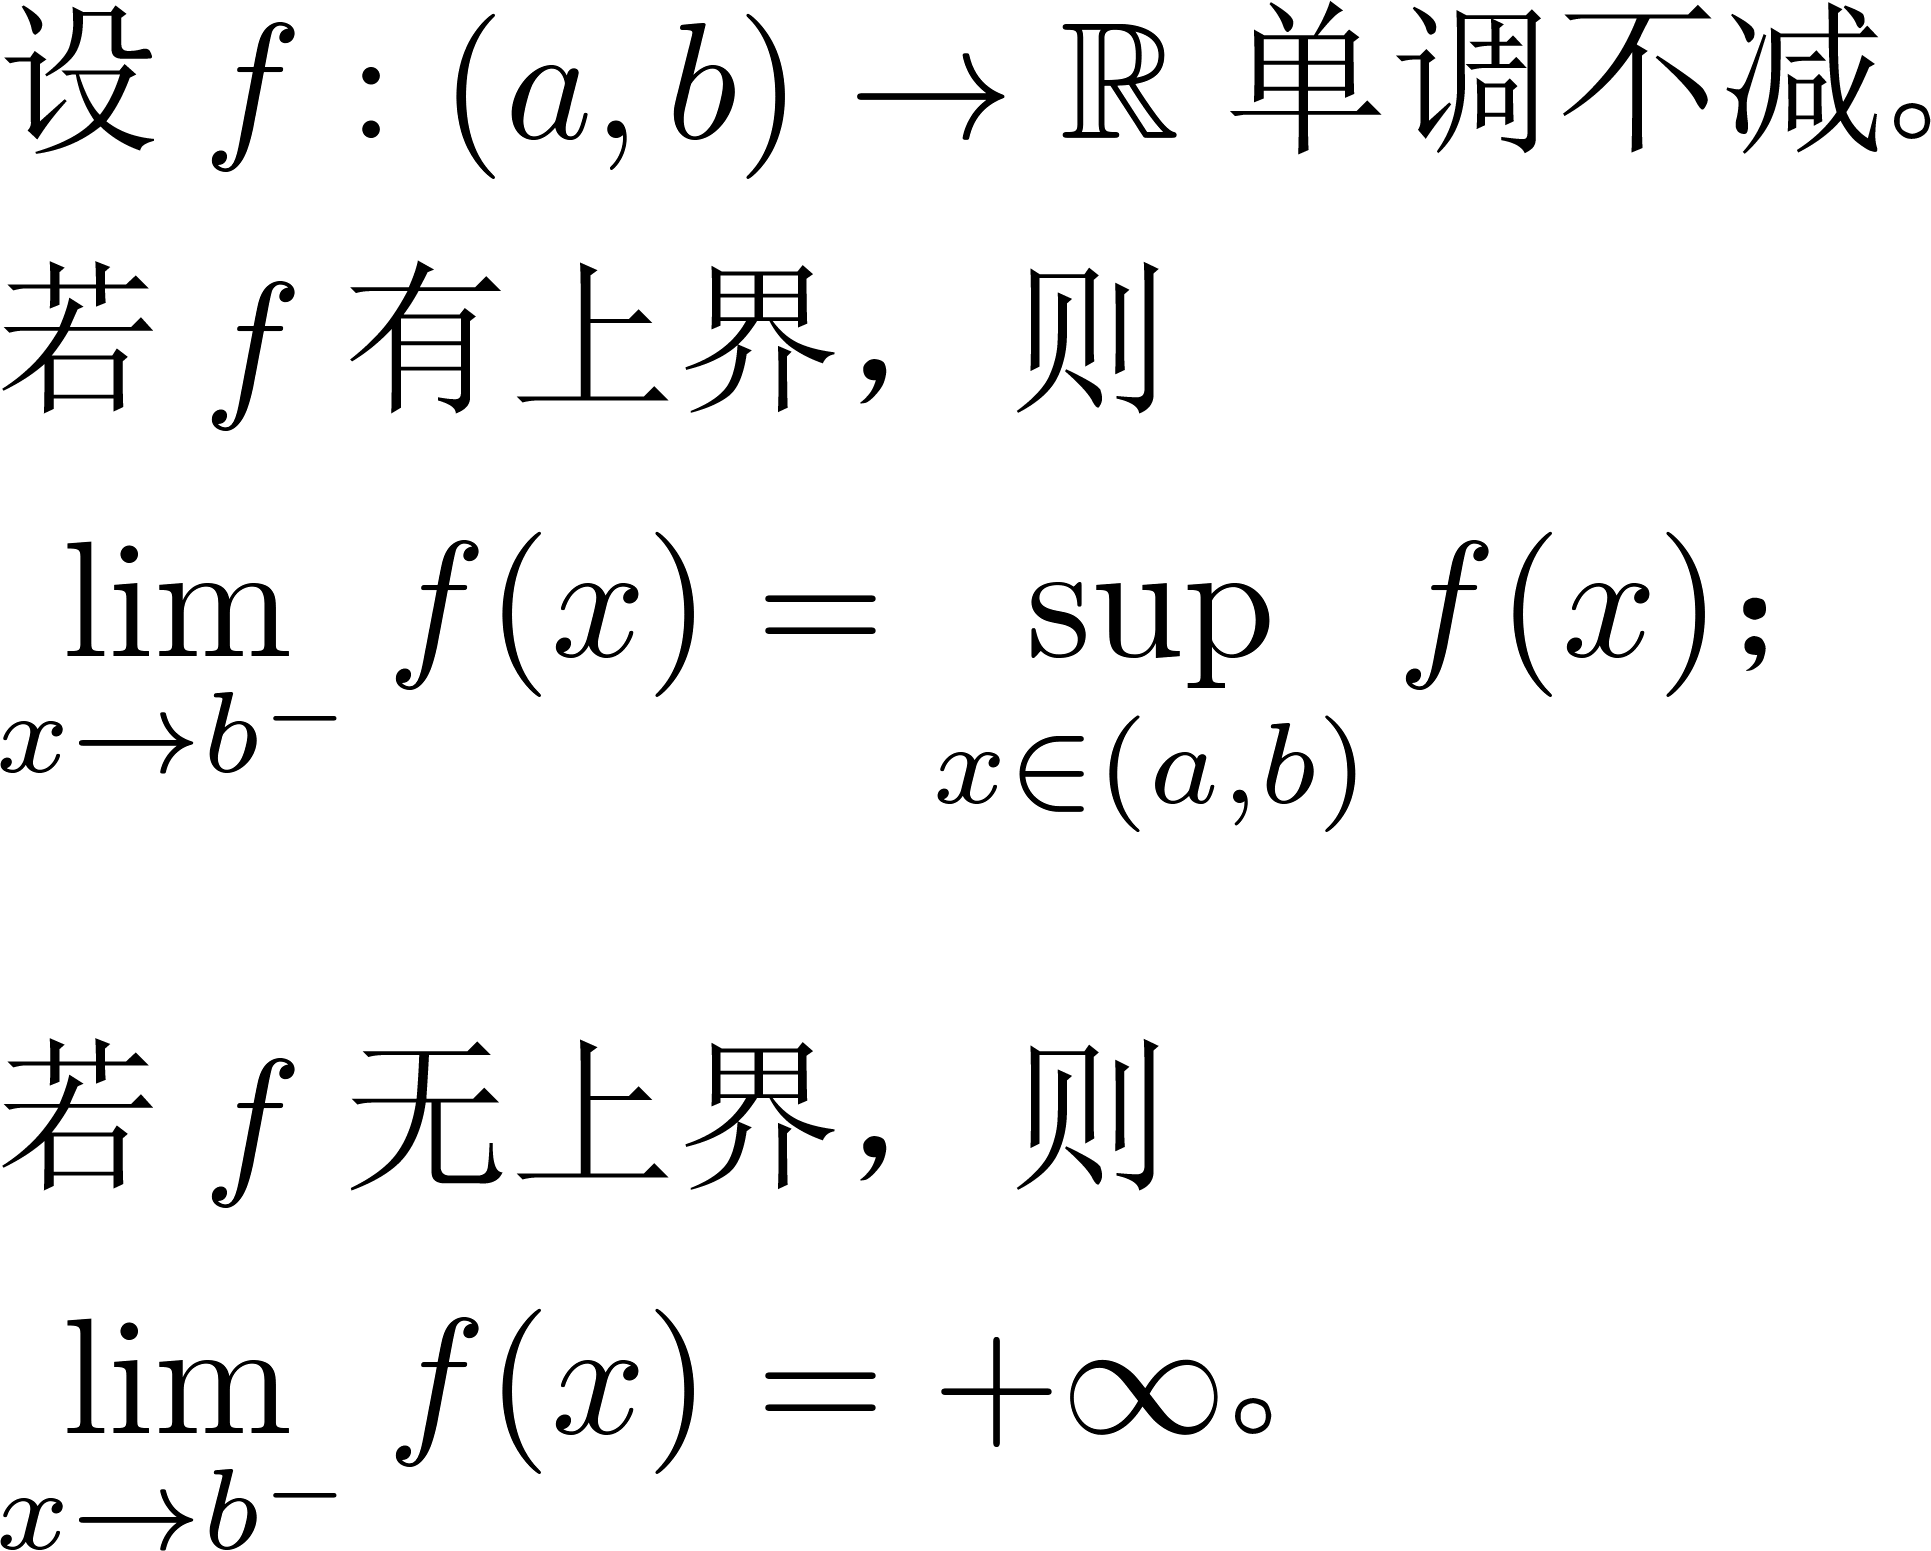 设 f : (a, b) → ℝ 单调不减。
若 f 有上界，则
lim_{x→b⁻} f(x) = sup_{x∈(a,b)} f(x)；
若 f 无上界，则
lim_{x→b⁻} f(x) = +∞。